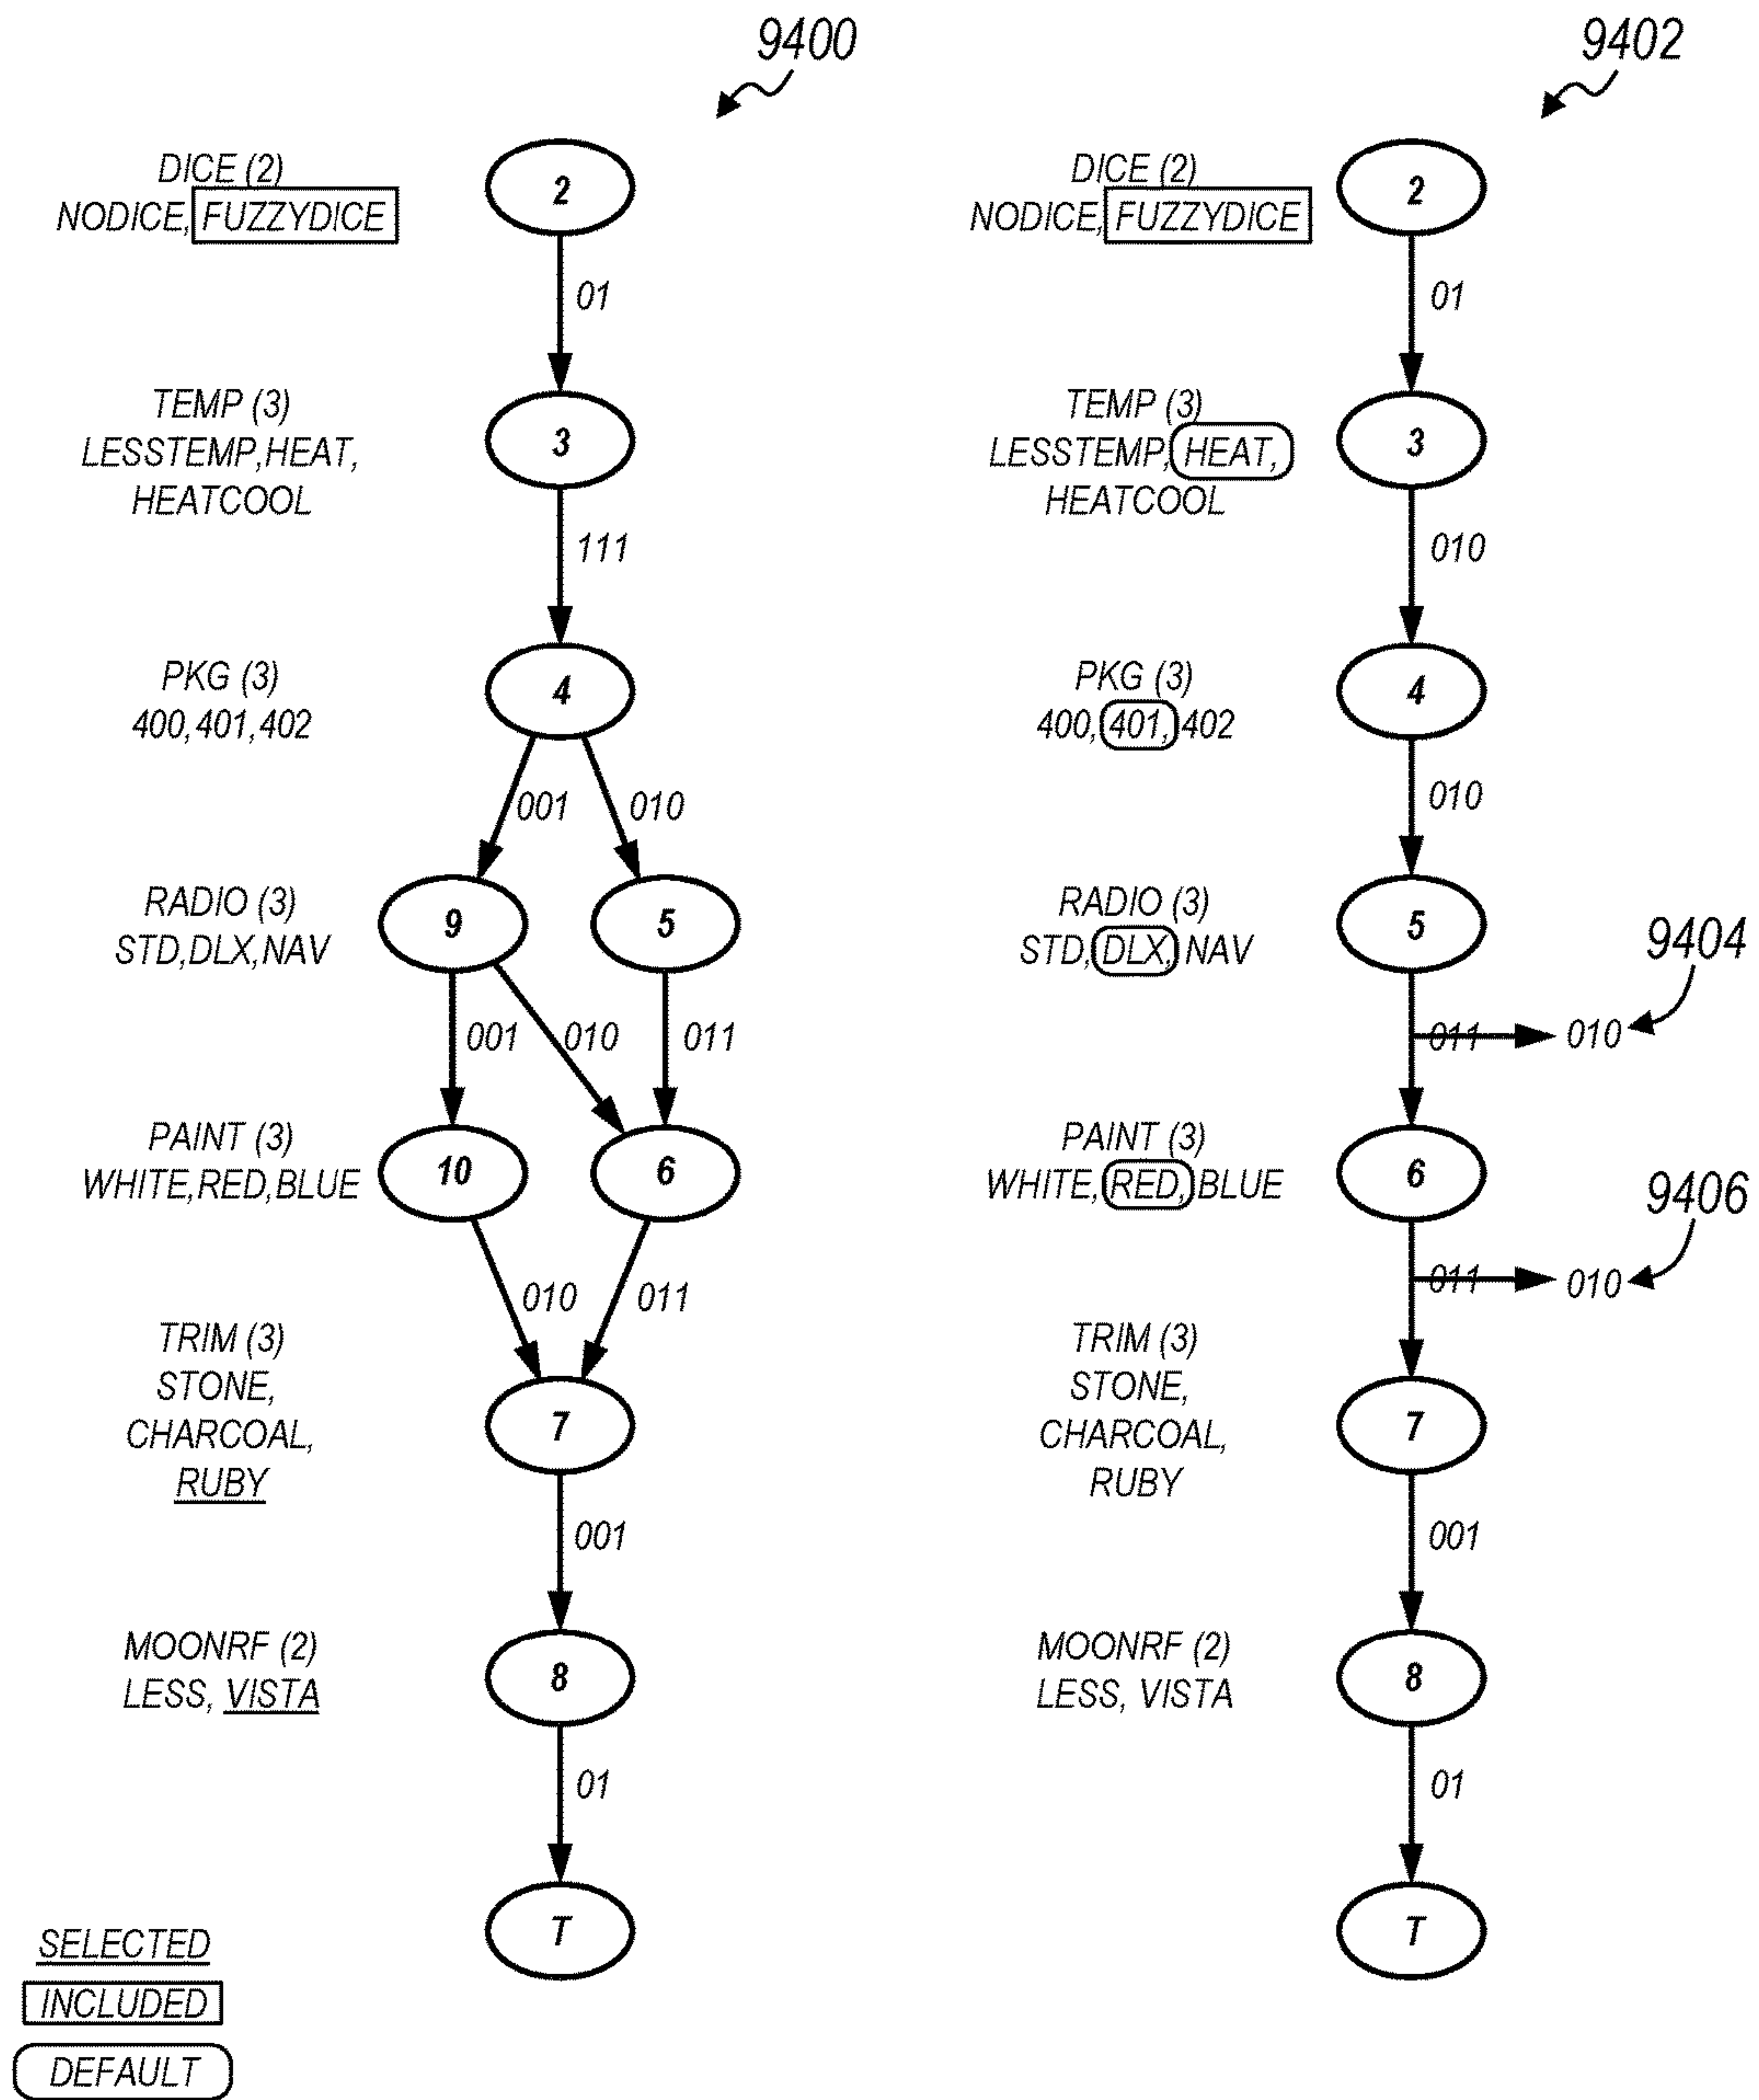 9400
9402
DICE (2)
NODICE, FUZZYDICE
2
01
TEMP (3)
LESSTEMP,HEAT,
HEATCOOL
3
111
PKG (3)
400,401,402
4
001
010
RADIO (3)
STD,DLX,NAV
9
5
001
010
011
PAINT (3)
WHITE,RED,BLUE
10
6
010
011
TRIM (3)
STONE,
CHARCOAL,
RUBY
7
001
MOONRF (2)
LESS, VISTA
8
01
T
SELECTED
INCLUDED
DEFAULT
DICE (2)
NODICE, FUZZYDICE
2
01
TEMP (3)
LESSTEMP, HEAT,
HEATCOOL
3
010
PKG (3)
400, 401, 402
4
010
RADIO (3)
STD, DLX, NAV
5
9404
011
010
PAINT (3)
WHITE, RED, BLUE
6
9406
011
010
TRIM (3)
STONE,
CHARCOAL,
RUBY
7
001
MOONRF (2)
LESS, VISTA
8
01
T